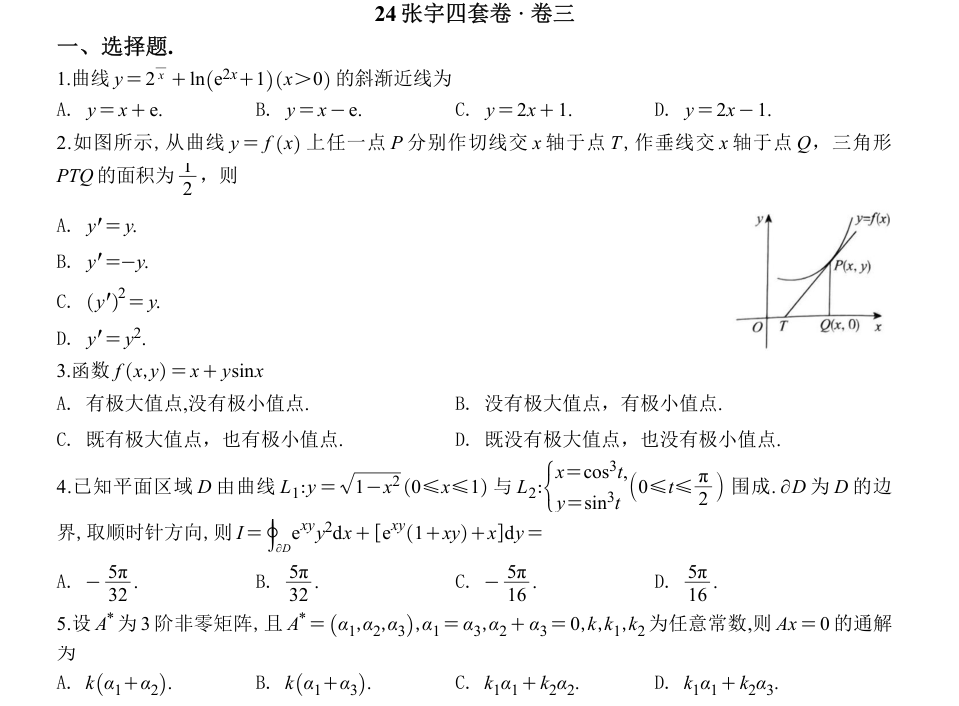 24张宇四套卷 · 卷三
一、选择题.
1.曲线 y=2^{\overline{x}}+ln(e^{2x}+1)(x>0) 的斜渐近线为
A. y=x+e. B. y=x-e. C. y=2x+1. D. y=2x-1.
2.如图所示, 从曲线 y=f(x) 上任一点 P 分别作切线交 x 轴于点 T, 作垂线交 x 轴于点 Q, 三角形
PTQ 的面积为 1/2, 则
A. y′=y.
B. y′=-y.
C. (y′)²=y.
D. y′=y².
y
y=f(x)
P(x, y)
O T Q(x, 0) x
3.函数 f(x,y)=x+ysinx
A. 有极大值点,没有极小值点. B. 没有极大值点, 有极小值点.
C. 既有极大值点, 也有极小值点. D. 既没有极大值点, 也没有极小值点.
4.已知平面区域 D 由曲线 L₁:y=√(1-x²)(0≤x≤1) 与 L₂:{x=cos³t, y=sin³t (0≤t≤π/2) 围成. ∂D 为 D 的边
界, 取顺时针方向, 则 I=∮_{∂D} e^{xy}y²dx+[e^{xy}(1+xy)+x]dy=
A. -5π/32. B. 5π/32. C. -5π/16. D. 5π/16.
5.设 A* 为 3 阶非零矩阵, 且 A*=(α₁,α₂,α₃),α₁=α₃,α₂+α₃=0,k,k₁,k₂ 为任意常数,则 Ax=0 的通解
为
A. k(α₁+α₂). B. k(α₁+α₃). C. k₁α₁+k₂α₂. D. k₁α₁+k₂α₃.